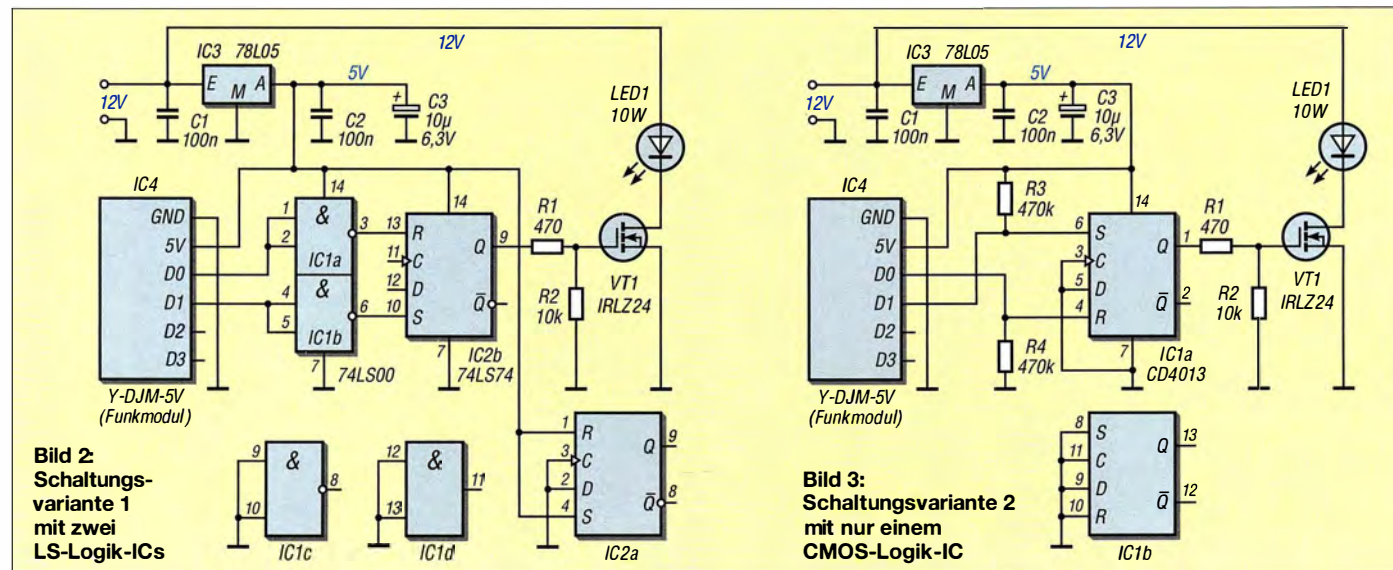 IC3 78L05
12V
E
M
A
5V
12V
C1
100n
C2
100n
+
C3
10µ
6,3V
LED1
10W
IC4
GND
5V
D0
D1
D2
D3
Y-DJM-5V
(Funkmodul)
14
1
2
&
3
IC1a
4
5
&
6
IC1b
7
74LS00
14
13
R
11
C
12
D
10
S
Q
9
Q̅
7
IC2b
74LS74
R1
470
R2
10k
VT1
IRLZ24
1
R
3
C
2
D
4
S
Q
9
Q̅
8
IC2a
9
10
&
8
IC1c
12
13
&
11
IC1d
Bild 2:
Schaltungs-
variante 1
mit zwei
LS-Logik-ICs
IC3 78L05
12V
E
M
A
5V
12V
C1
100n
C2
100n
+
C3
10µ
6,3V
LED1
10W
IC4
GND
5V
D0
D1
D2
D3
Y-DJM-5V
(Funkmodul)
R3
470k
R4
470k
14
6
S
3
C
5
D
4
R
Q
1
Q̅
2
7
IC1a
CD4013
R1
470
R2
10k
VT1
IRLZ24
8
S
11
C
9
D
10
R
Q
13
Q̅
12
IC1b
Bild 3:
Schaltungsvariante 2
mit nur einem
CMOS-Logik-IC